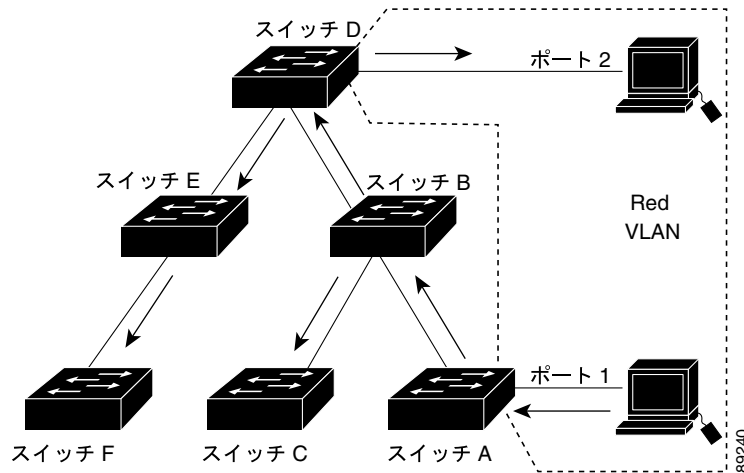 スイッチ D
ポート 2
スイッチ E
スイッチ B
Red
VLAN
ポート 1
スイッチ F
スイッチ C
スイッチ A
89240